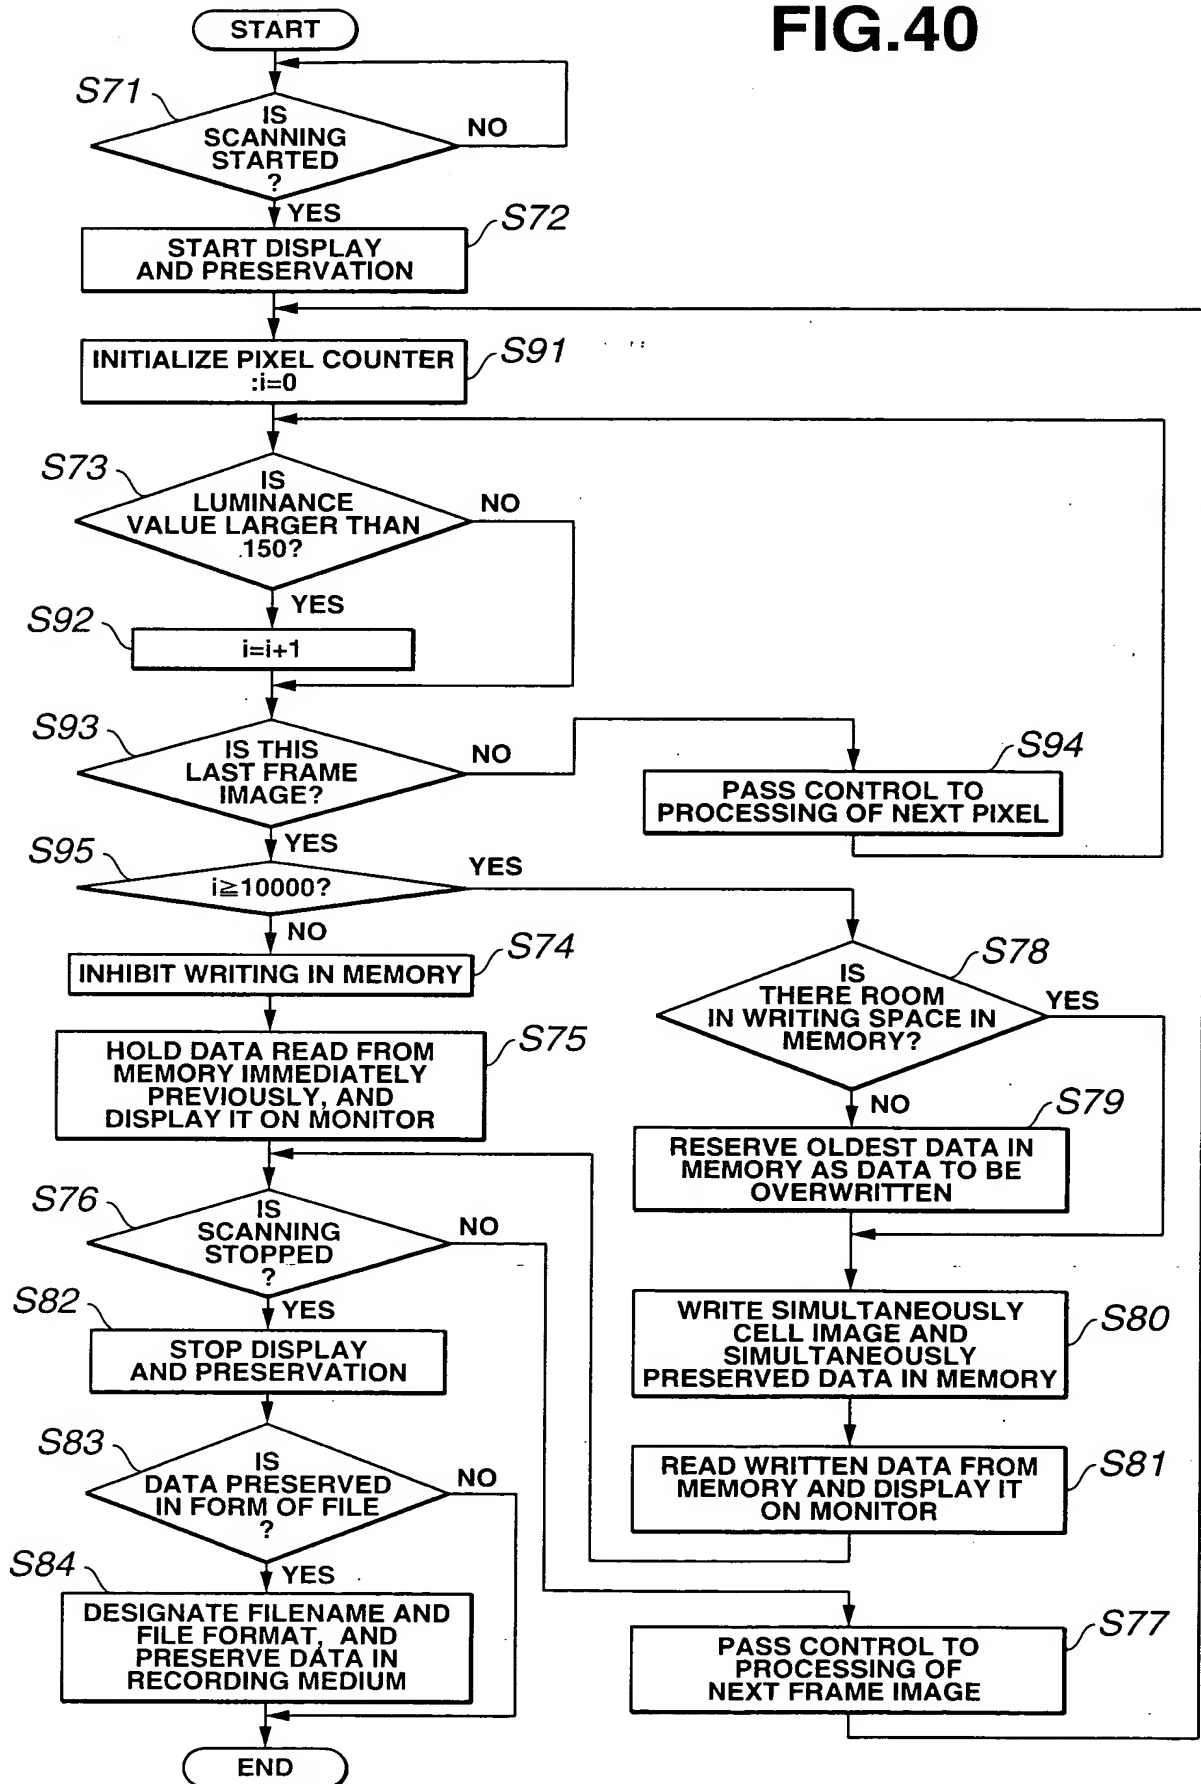 FIG.40
START
S71
IS
SCANNING
STARTED
?
NO
YES
S72
START DISPLAY
AND PRESERVATION
S91
INITIALIZE PIXEL COUNTER
:i=0
S73
IS
LUMINANCE
VALUE LARGER THAN
150?
NO
YES
S92
i=i+1
S93
IS THIS
LAST FRAME
IMAGE?
NO
YES
S94
PASS CONTROL TO
PROCESSING OF NEXT PIXEL
S95
i≧10000?
YES
NO
S74
INHIBIT WRITING IN MEMORY
S75
HOLD DATA READ FROM
MEMORY IMMEDIATELY
PREVIOUSLY, AND
DISPLAY IT ON MONITOR
S78
IS
THERE ROOM
IN WRITING SPACE IN
MEMORY?
YES
NO
S79
RESERVE OLDEST DATA IN
MEMORY AS DATA TO BE
OVERWRITTEN
S76
IS
SCANNING
STOPPED
?
NO
YES
S82
STOP DISPLAY
AND PRESERVATION
S80
WRITE SIMULTANEOUSLY
CELL IMAGE AND
SIMULTANEOUSLY
PRESERVED DATA IN MEMORY
S83
IS
DATA PRESERVED
IN FORM OF FILE
?
NO
YES
S81
READ WRITTEN DATA FROM
MEMORY AND DISPLAY IT
ON MONITOR
S84
DESIGNATE FILENAME AND
FILE FORMAT, AND
PRESERVE DATA IN
RECORDING MEDIUM
S77
PASS CONTROL TO
PROCESSING OF
NEXT FRAME IMAGE
END